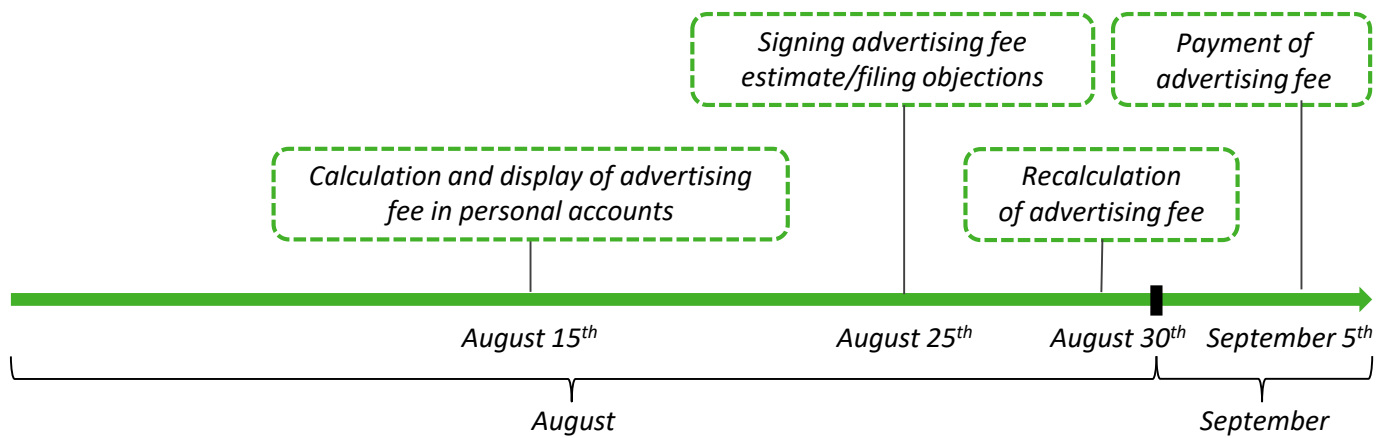 Signing advertising fee
estimate/filing objections
Payment of
advertising fee
Calculation and display of advertising
fee in personal accounts
Recalculation
of advertising fee
August 15th
August 25th
August 30th
September 5th
August
September